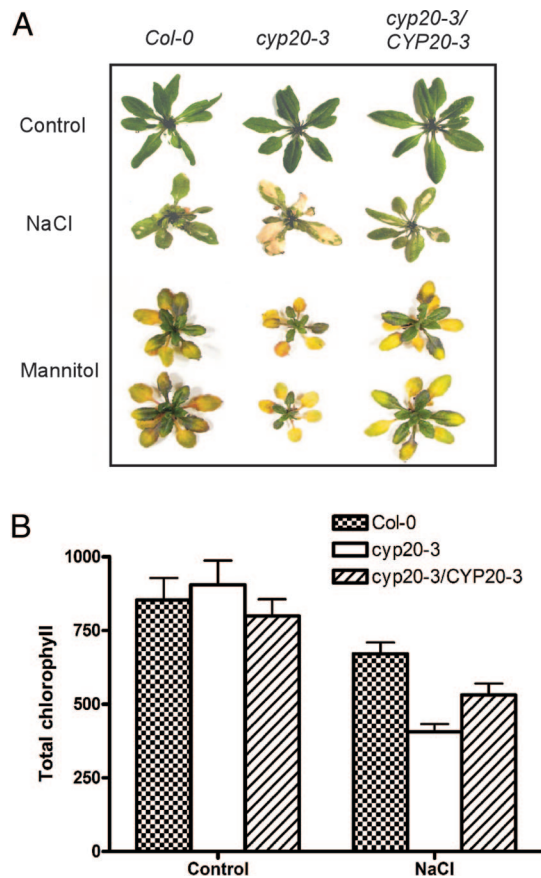 A
Col-0 cyp20-3 cyp20-3/
CYP20-3
Control
NaCl
Mannitol
B
Col-0
cyp20-3
cyp20-3/CYP20-3
Total chlorophyll
1000
750
500
250
0
Control NaCl